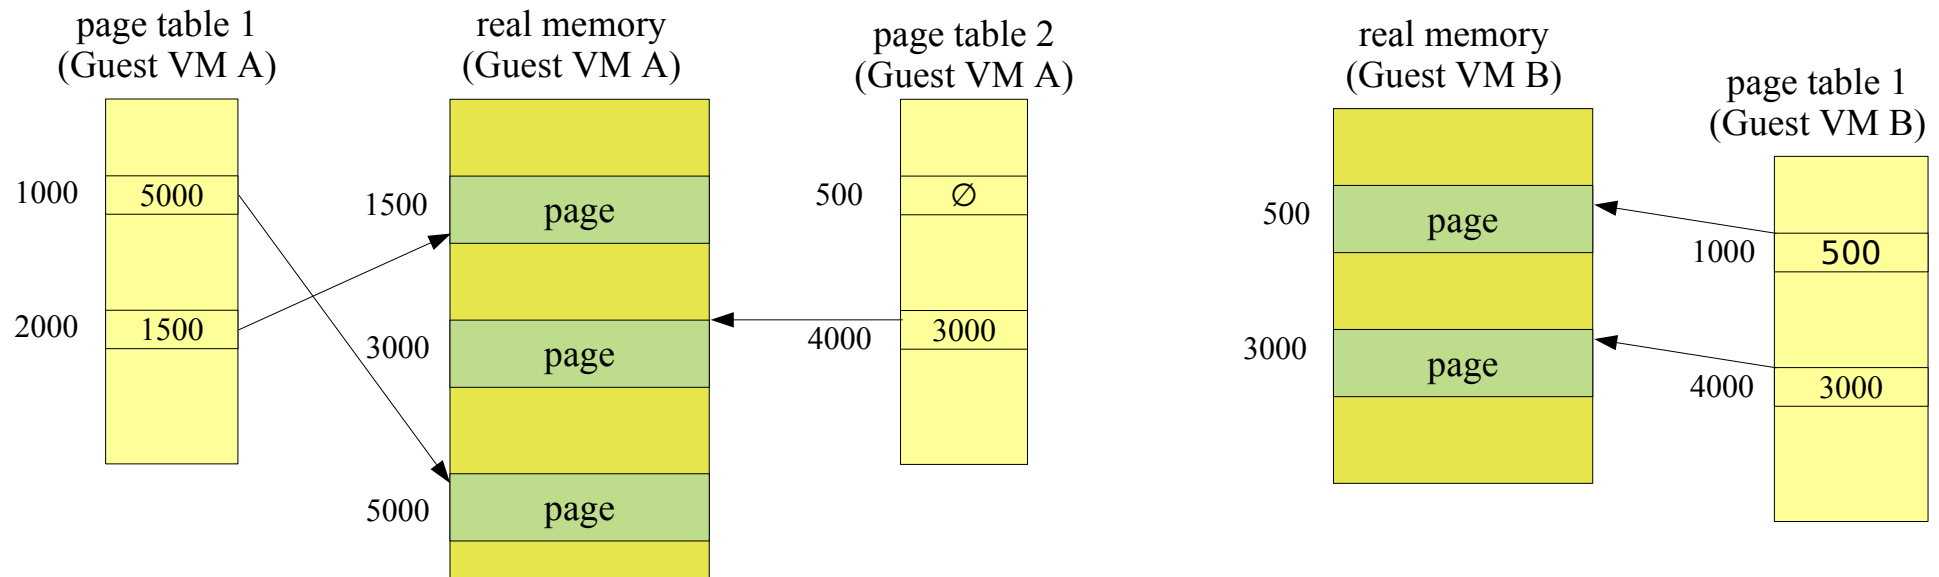 page table 1
(Guest VM A)
1000
5000
2000
1500
real memory
(Guest VM A)
1500
page
3000
page
5000
page
page table 2
(Guest VM A)
500
∅
4000
3000
real memory
(Guest VM B)
500
page
3000
page
page table 1
(Guest VM B)
1000
500
4000
3000